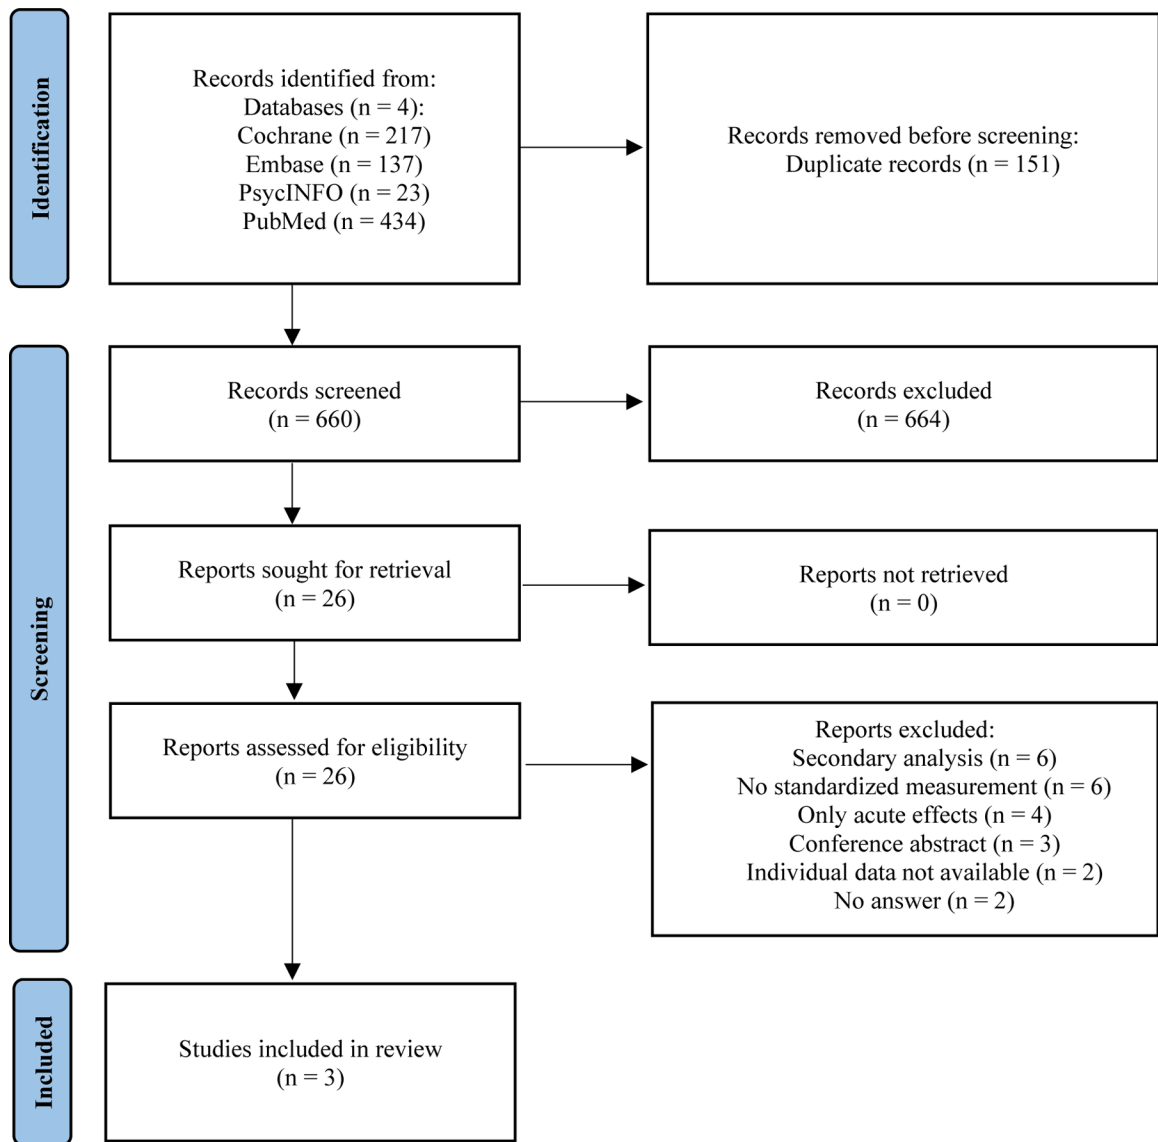 Identification
Records identified from:
Databases (n = 4):
Cochrane (n = 217)
Embase (n = 137)
PsycINFO (n = 23)
PubMed (n = 434)
Records removed before screening:
Duplicate records (n = 151)
Screening
Records screened
(n = 660)
Records excluded
(n = 664)
Reports sought for retrieval
(n = 26)
Reports not retrieved
(n = 0)
Reports assessed for eligibility
(n = 26)
Reports excluded:
Secondary analysis (n = 6)
No standardized measurement (n = 6)
Only acute effects (n = 4)
Conference abstract (n = 3)
Individual data not available (n = 2)
No answer (n = 2)
Included
Studies included in review
(n = 3)